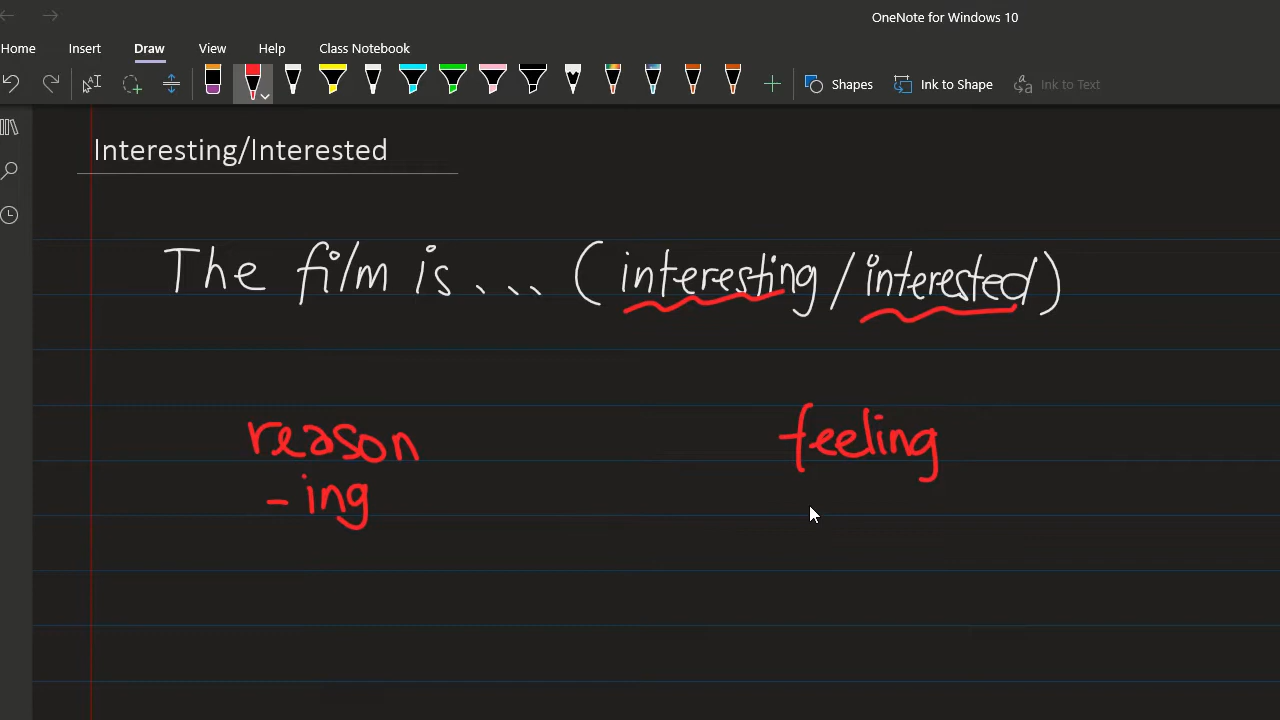 OneNote for Windows 10
Home Insert Draw View Help Class Notebook
Shapes Ink to Shape Ink to Text
Interesting/Interested
The film is ... (interesting/interested)
reason feeling
- ing